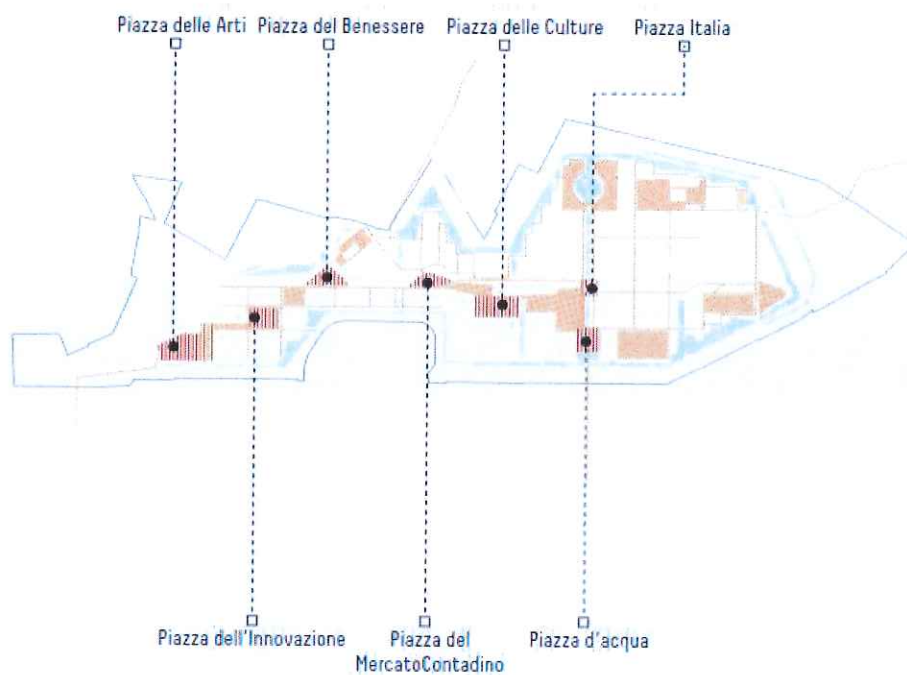 Piazza delle Arti
Piazza del Benessere
Piazza delle Culture
Piazza Italia
Piazza dell'Innovazione
Piazza del
MercatoContadino
Piazza d'acqua